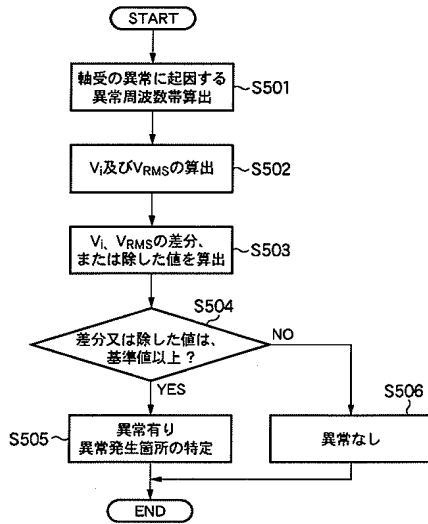 START
軸受の異常に起因する
異常周波数帯算出
S501
Vi及びVRMSの算出
S502
Vi、VRMSの差分、
または除した値を算出
S503
S504
差分又は除した値は、
基準値以上？
NO
YES
S505
異常有り
異常発生箇所の特定
S506
異常なし
END